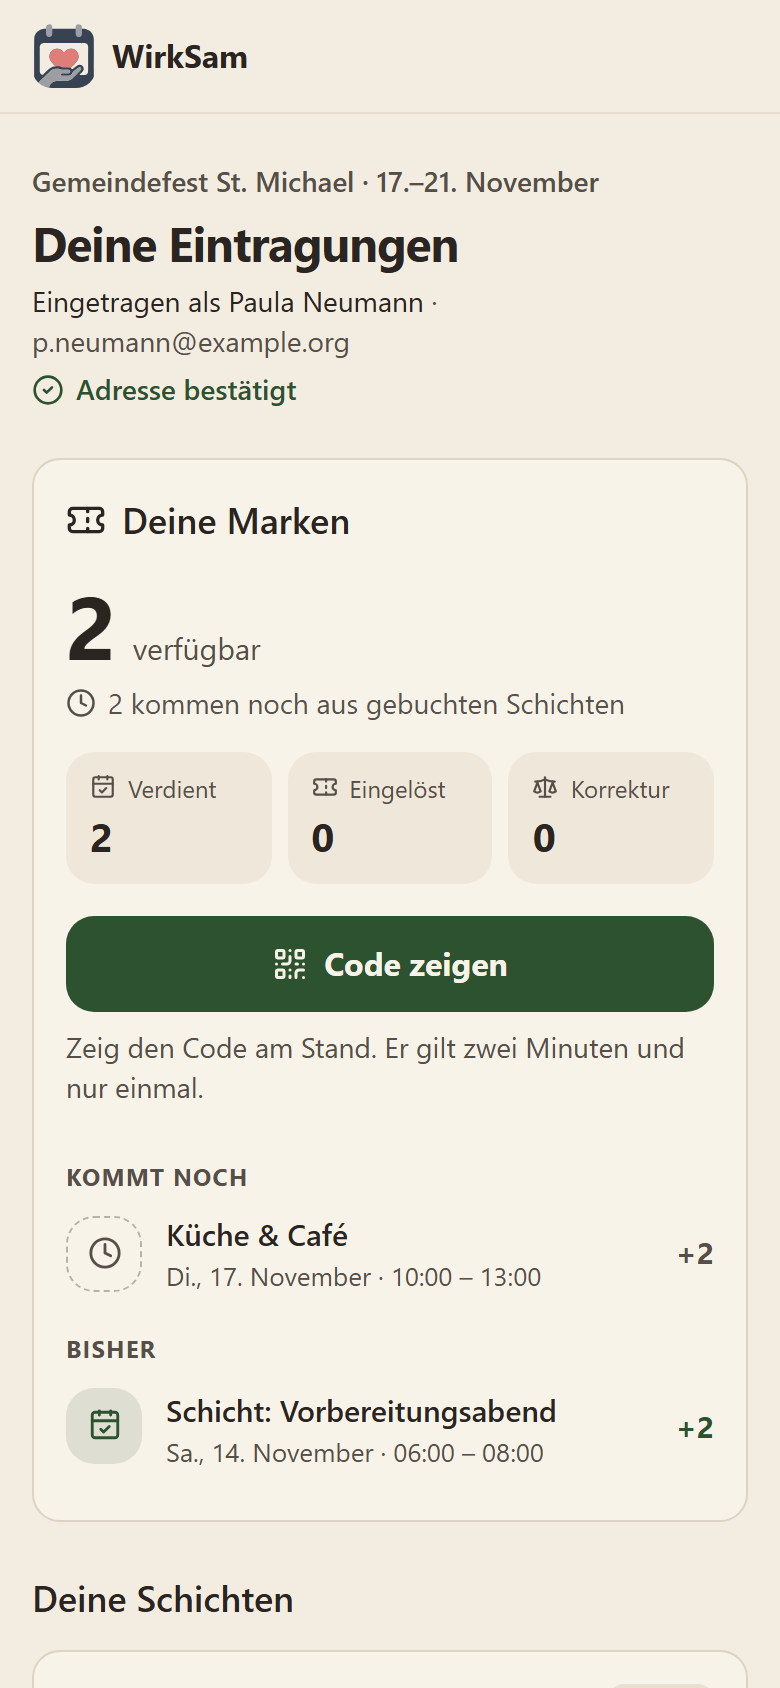 WirkSam
Gemeindefest St. Michael · 17.–21. November
Deine Eintragungen
Eingetragen als Paula Neumann ·
p.neumann@example.org
Adresse bestätigt
Deine Marken
2 verfügbar
2 kommen noch aus gebuchten Schichten
Verdient
2
Eingelöst
0
Korrektur
0
Code zeigen
Zeig den Code am Stand. Er gilt zwei Minuten und
nur einmal.
KOMMT NOCH
Küche & Café
Di., 17. November · 10:00 – 13:00
+2
BISHER
Schicht: Vorbereitungsabend
Sa., 14. November · 06:00 – 08:00
+2
Deine Schichten